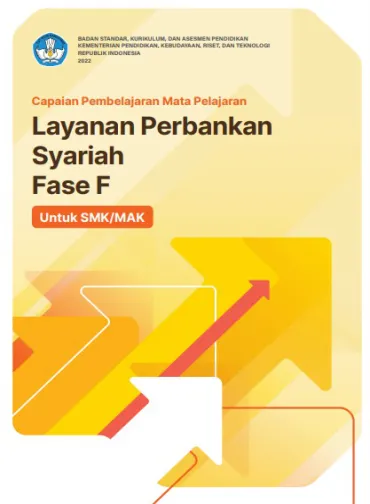 BADAN STANDAR, KURIKULUM, DAN ASESMEN PENDIDIKAN
KEMENTERIAN PENDIDIKAN, KEBUDAYAAN, RISET, DAN TEKNOLOGI
REPUBLIK INDONESIA
2022
Capaian Pembelajaran Mata Pelajaran
Layanan Perbankan
Syariah
Fase F
Untuk SMK/MAK